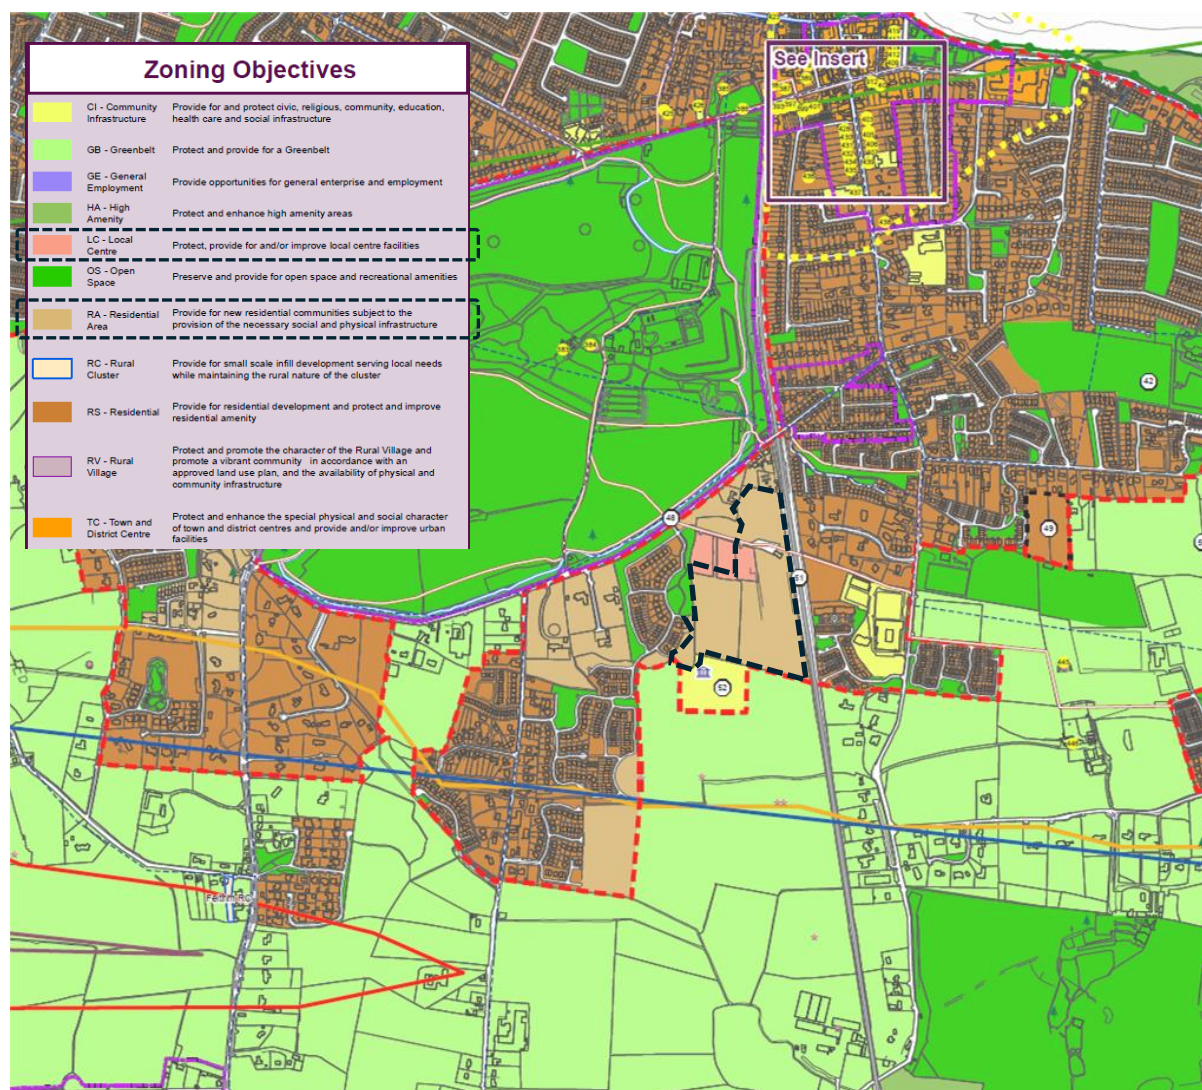 Zoning Objectives
CI - Community
Infrastructure
Provide for and protect civic, religious, community, education,
health care and social infrastructure
GB - Greenbelt
Protect and provide for a Greenbelt
GE - General
Employment
Provide opportunities for general enterprise and employment
HA - High
Amenity
Protect and enhance high amenity areas
LC - Local
Centre
Protect, provide for and/or improve local centre facilities
OS - Open
Space
Preserve and provide for open space and recreational amenities
RA - Residential
Area
Provide for new residential communities subject to the
provision of the necessary social and physical infrastructure
RC - Rural
Cluster
Provide for small scale infill development serving local needs
while maintaining the rural nature of the cluster
RS - Residential
Provide for residential development and protect and improve
residential amenity
RV - Rural
Village
Protect and promote the character of the Rural Village and
promote a vibrant community in accordance with an
approved land use plan, and the availability of physical and
community infrastructure
TC - Town and
District Centre
Protect and enhance the special physical and social character
of town and district centres and provide and/or improve urban
facilities
See Insert
383
384
42
48
49
51
52
445
446